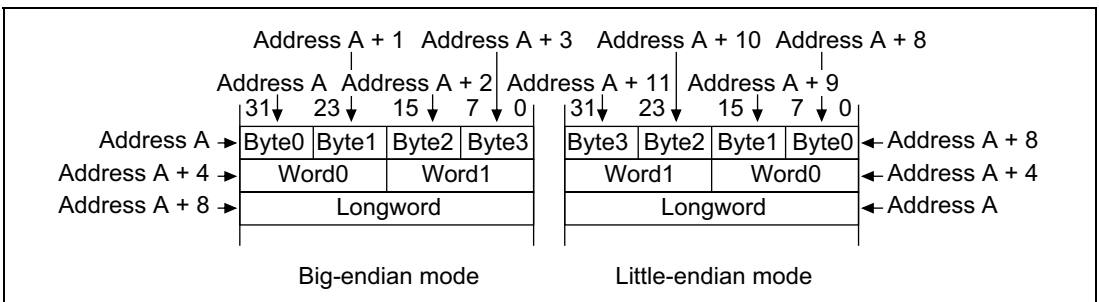 Address A + 1 Address A + 3 Address A + 10 Address A + 8
Address A Address A + 2 Address A + 11 Address A + 9
31 23 15 7 0 31 23 15 7 0
Address A Byte0 Byte1 Byte2 Byte3 Byte3 Byte2 Byte1 Byte0 Address A + 8
Address A + 4 Word0 Word1 Word1 Word0 Address A + 4
Address A + 8 Longword Longword Address A
Big-endian mode Little-endian mode